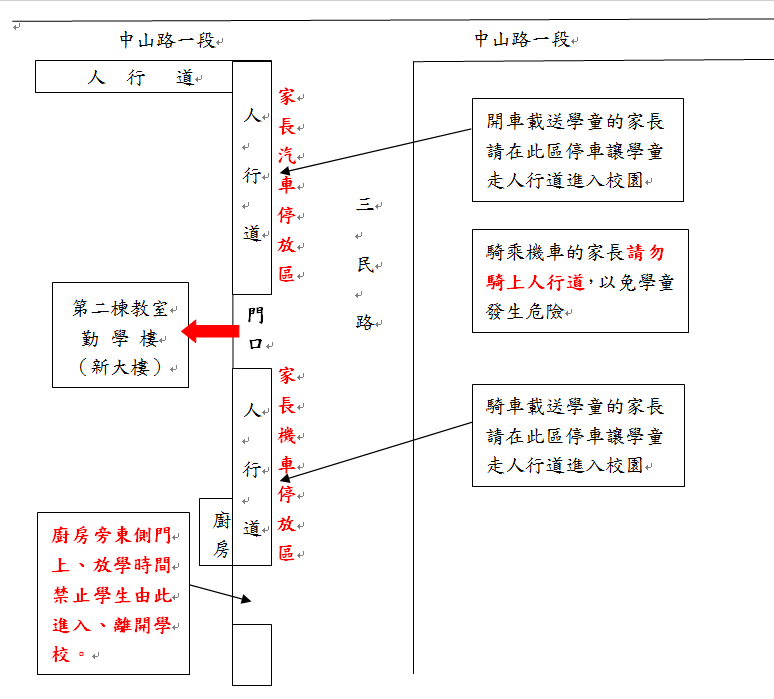 中山路一段
中山路一段
人 行 道
人行道
家長汽車停放區
三民路
開車載送學童的家長
請在此區停車讓學童
走人行道進入校園
騎乘機車的家長請勿
騎上人行道，以免學童
發生危險
第二棟教室
勤 學 樓
（新大樓）
門口
人行道
家長機車停放區
騎車載送學童的家長
請在此區停車讓學童
走人行道進入校園
廚房
廚房旁東側門
上、放學時間
禁止學生由此
進入、離開學
校。